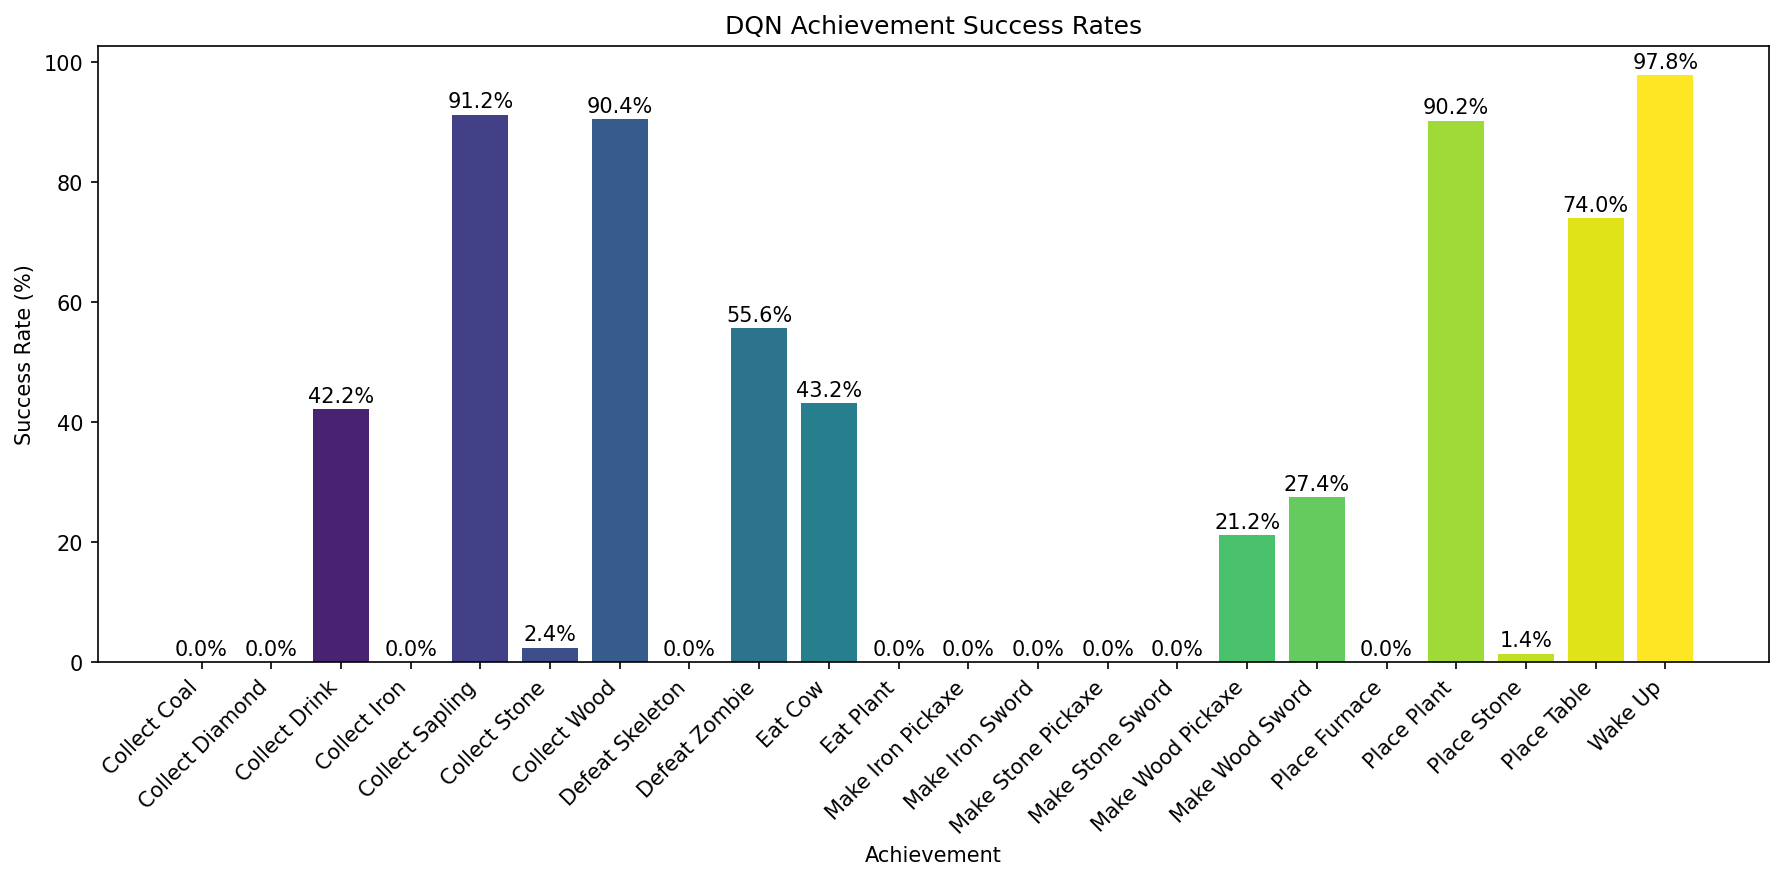 DQN Achievement Success Rates
Success Rate (%)
100
80
60
40
20
0
0.0%
0.0%
42.2%
0.0%
91.2%
2.4%
90.4%
0.0%
55.6%
43.2%
0.0%
0.0%
0.0%
0.0%
0.0%
21.2%
27.4%
0.0%
90.2%
1.4%
74.0%
97.8%
Collect Coal
Collect Diamond
Collect Drink
Collect Iron
Collect Sapling
Collect Stone
Collect Wood
Defeat Skeleton
Defeat Zombie
Eat Cow
Eat Plant
Make Iron Pickaxe
Make Iron Sword
Make Stone Pickaxe
Make Stone Sword
Make Wood Pickaxe
Make Wood Sword
Place Furnace
Place Plant
Place Stone
Place Table
Wake Up
Achievement